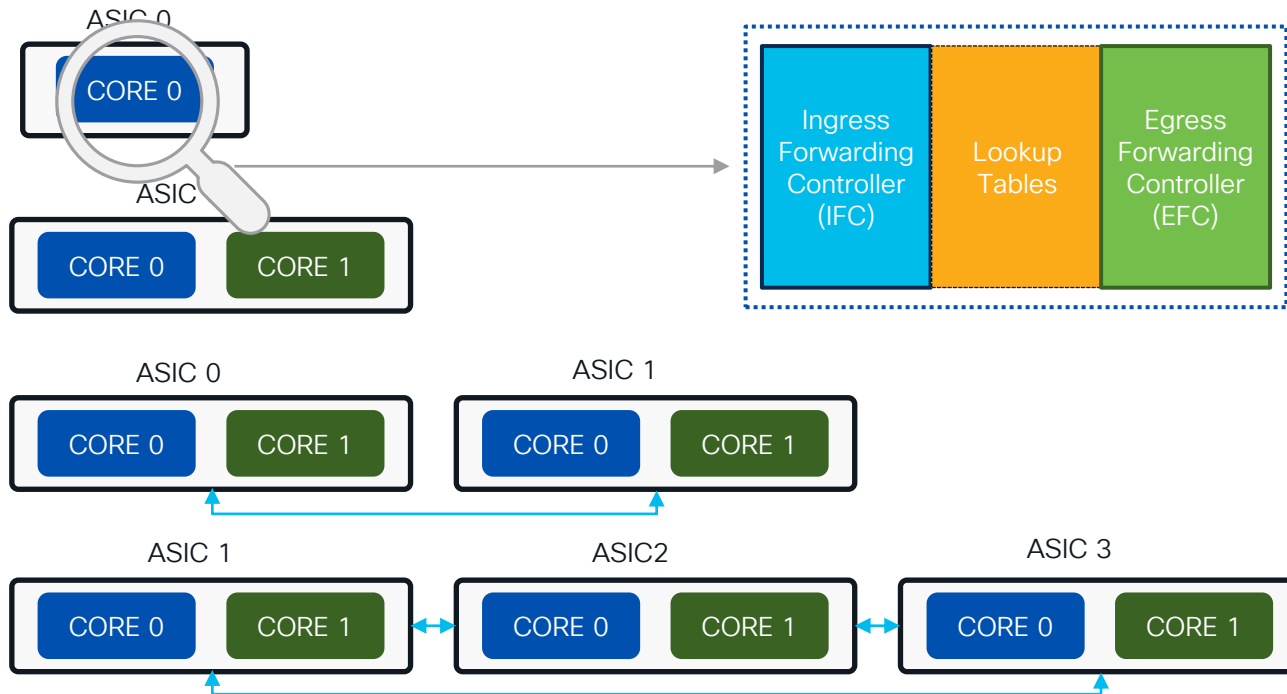 ASIC 0
CORE 0
Ingress
Forwarding
Controller
(IFC)
Lookup
Tables
Egress
Forwarding
Controller
(EFC)
ASIC
CORE 0
CORE 1
ASIC 0
CORE 0
CORE 1
ASIC 1
CORE 0
CORE 1
ASIC 1
CORE 0
CORE 1
ASIC2
CORE 0
CORE 1
ASIC 3
CORE 0
CORE 1